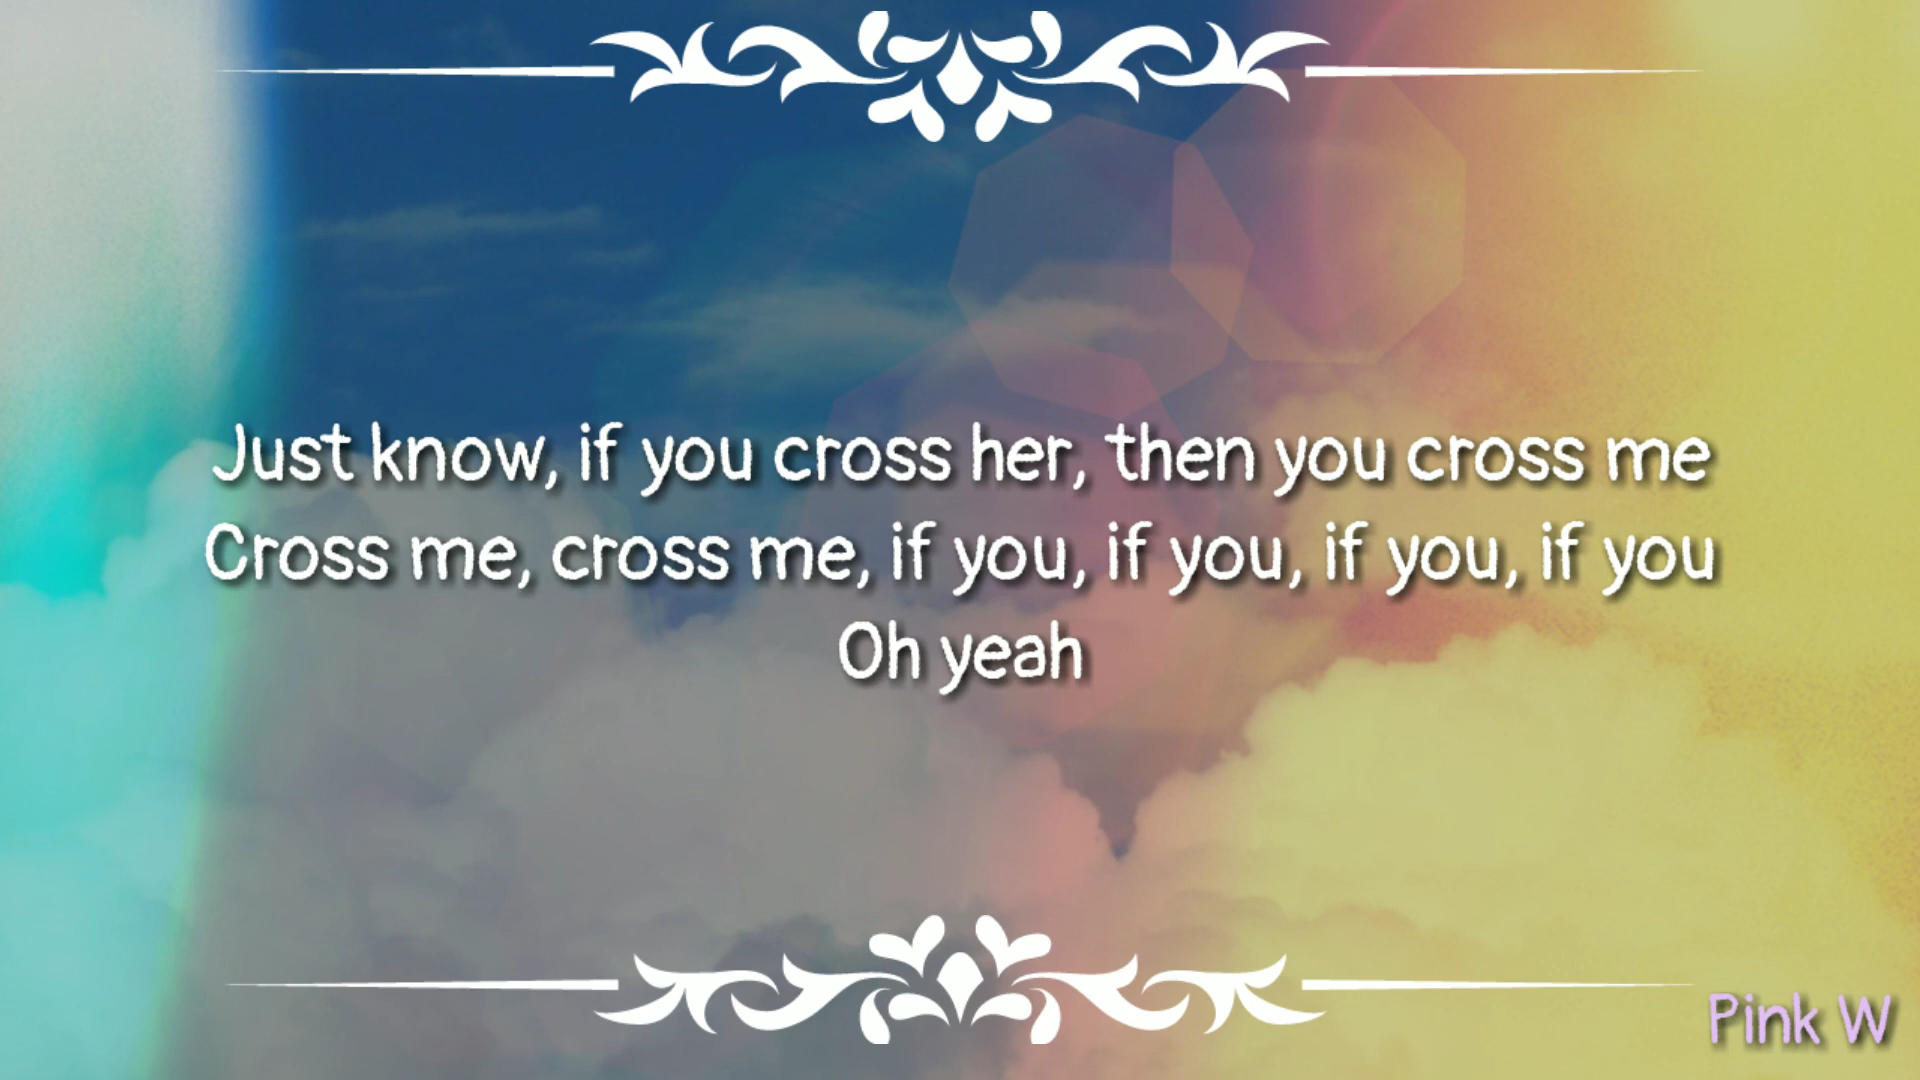 Just know, if you cross her, then you cross me
Cross me, cross me, if you, if you, if you, if you
Oh yeah
Pink W